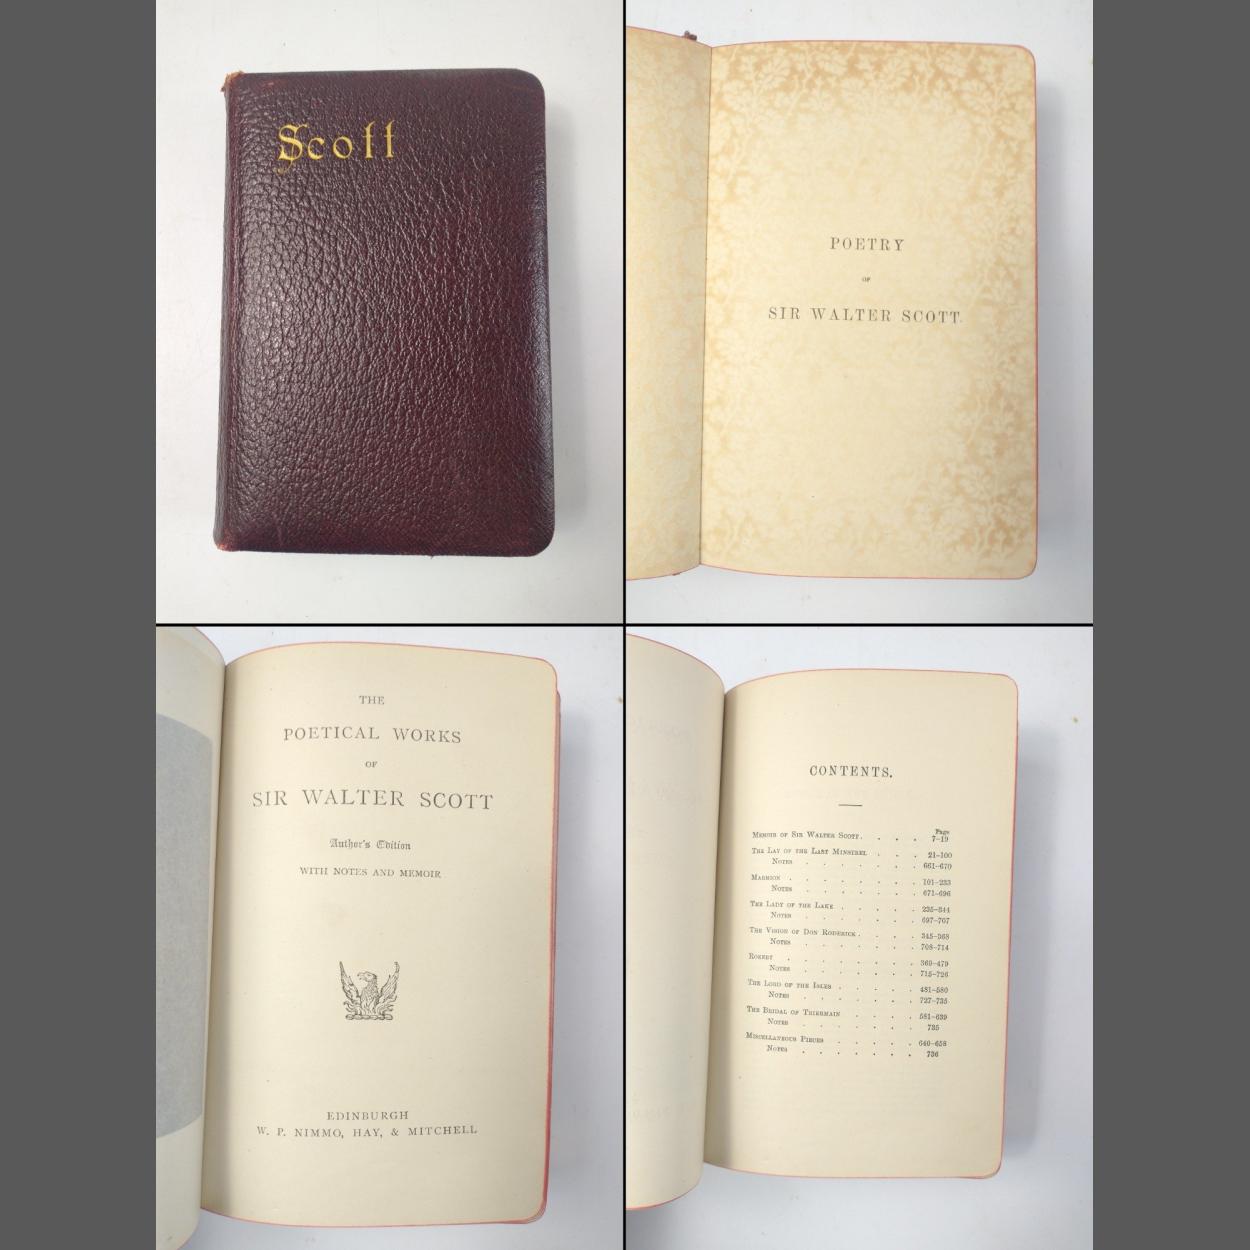 Scott
POETRY
OF
SIR WALTER SCOTT.
THE
POETICAL WORKS
OF
SIR WALTER SCOTT
Author's Edition
WITH NOTES AND MEMOIR
EDINBURGH
W. P. NIMMO, HAY, & MITCHELL
CONTENTS.
Page
MEMOIR OF SIR WALTER SCOTT . . . . 7–19
THE LAY OF THE LAST MINSTREL . . . 21–100
NOTES . . . . . . . 661–670
MARMION . . . . . . . 101–233
NOTES . . . . . . . 671–696
THE LADY OF THE LAKE . . . . . 235–344
NOTES . . . . . . . 697–707
THE VISION OF DON RODERICK . . . . 345–368
NOTES . . . . . . . 708–714
ROKEBY . . . . . . . 369–479
NOTES . . . . . . . 715–726
THE LORD OF THE ISLES . . . . . 481–580
NOTES . . . . . . . 727–735
THE BRIDAL OF TRIERMAIN . . . . 581–639
NOTES . . . . . . . 735
MISCELLANEOUS PIECES . . . . . 640–658
NOTES . . . . . . . 736